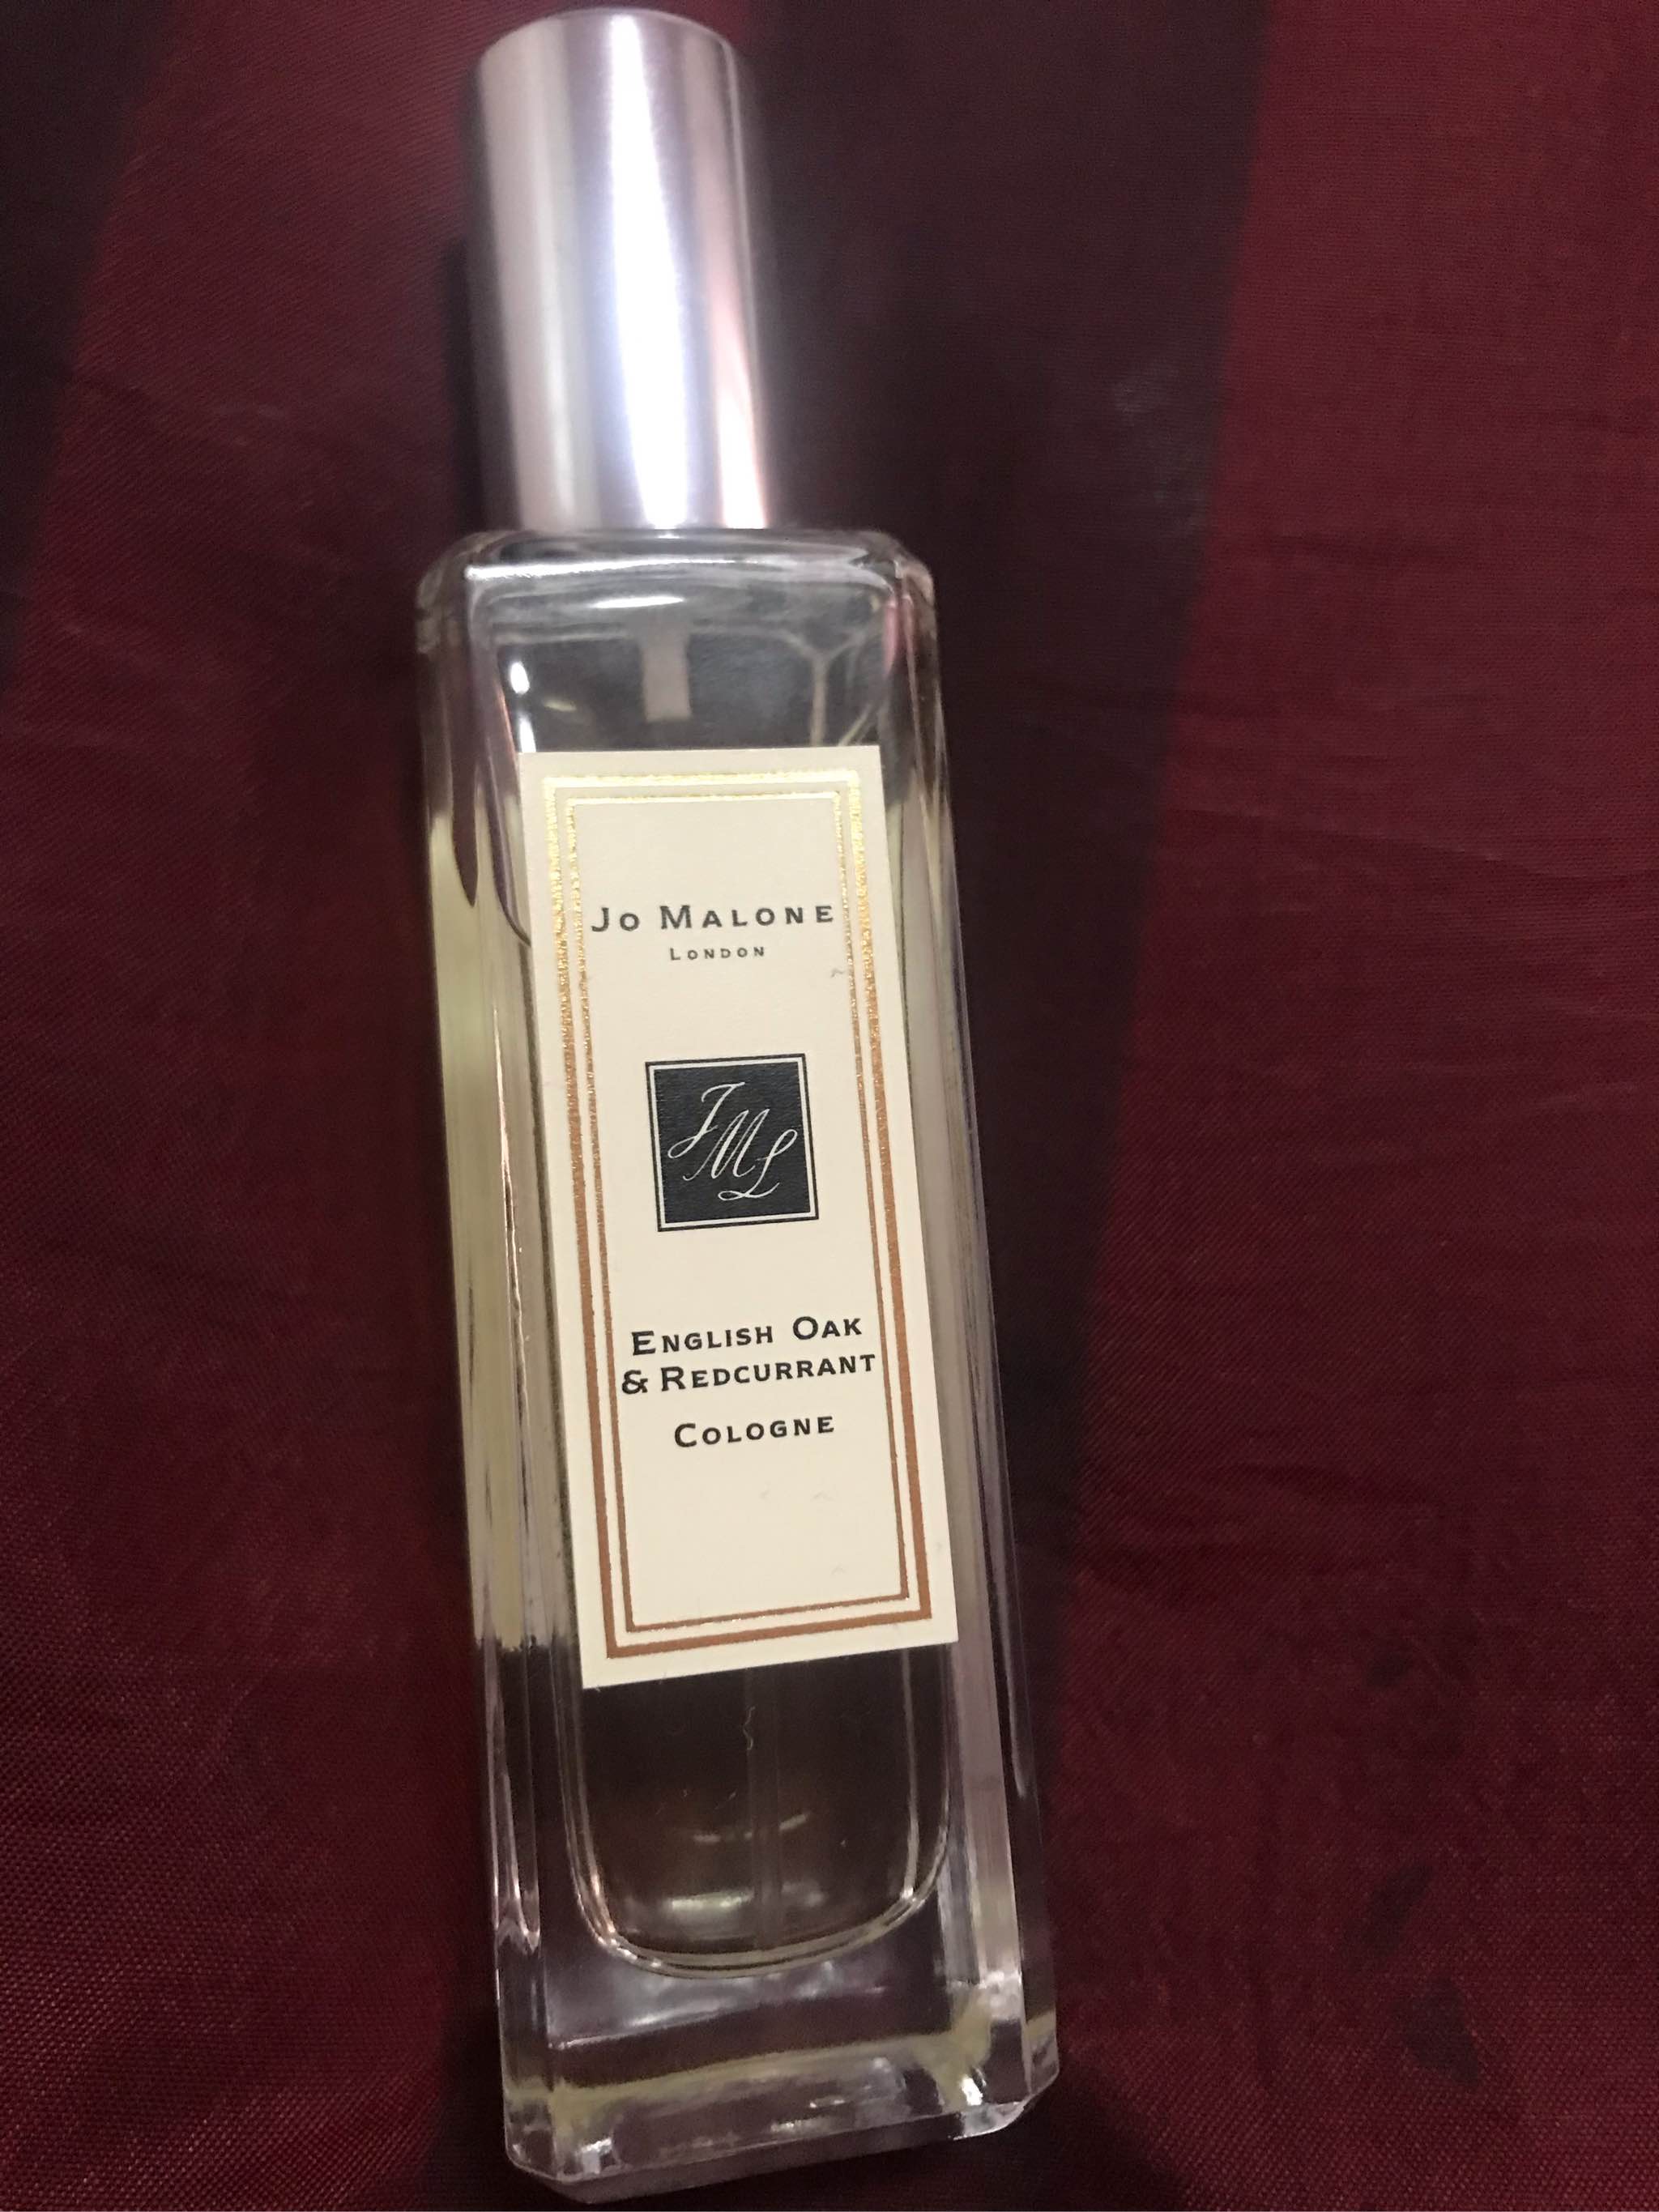 Jo Malone
London
JML
English Oak
& Redcurrant
Cologne